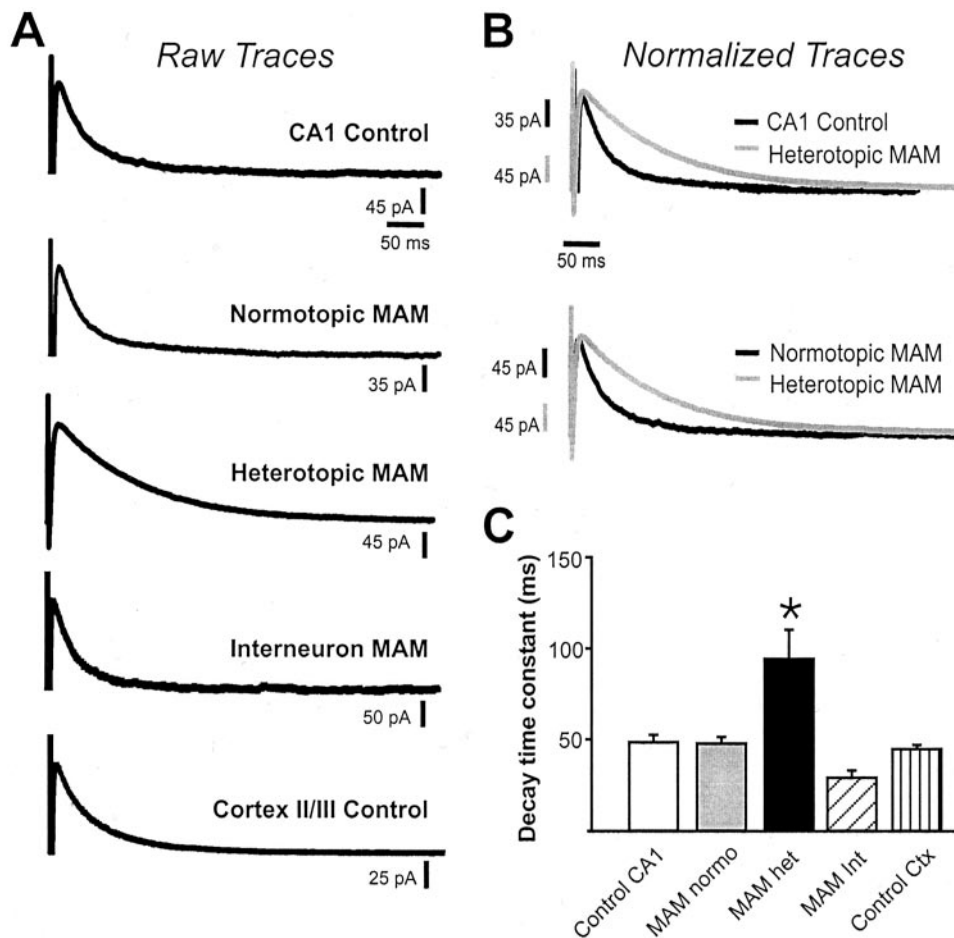 A
Raw Traces
CA1 Control
45 pA
50 ms
Normotopic MAM
35 pA
Heterotopic MAM
45 pA
Interneuron MAM
50 pA
Cortex II/III Control
25 pA
B
Normalized Traces
35 pA
45 pA
CA1 Control
Heterotopic MAM
50 ms
45 pA
45 pA
Normotopic MAM
Heterotopic MAM
C
Decay time constant (ms)
150
100
50
*
Control CA1
MAM normo
MAM het
MAM Int
Control Ctx